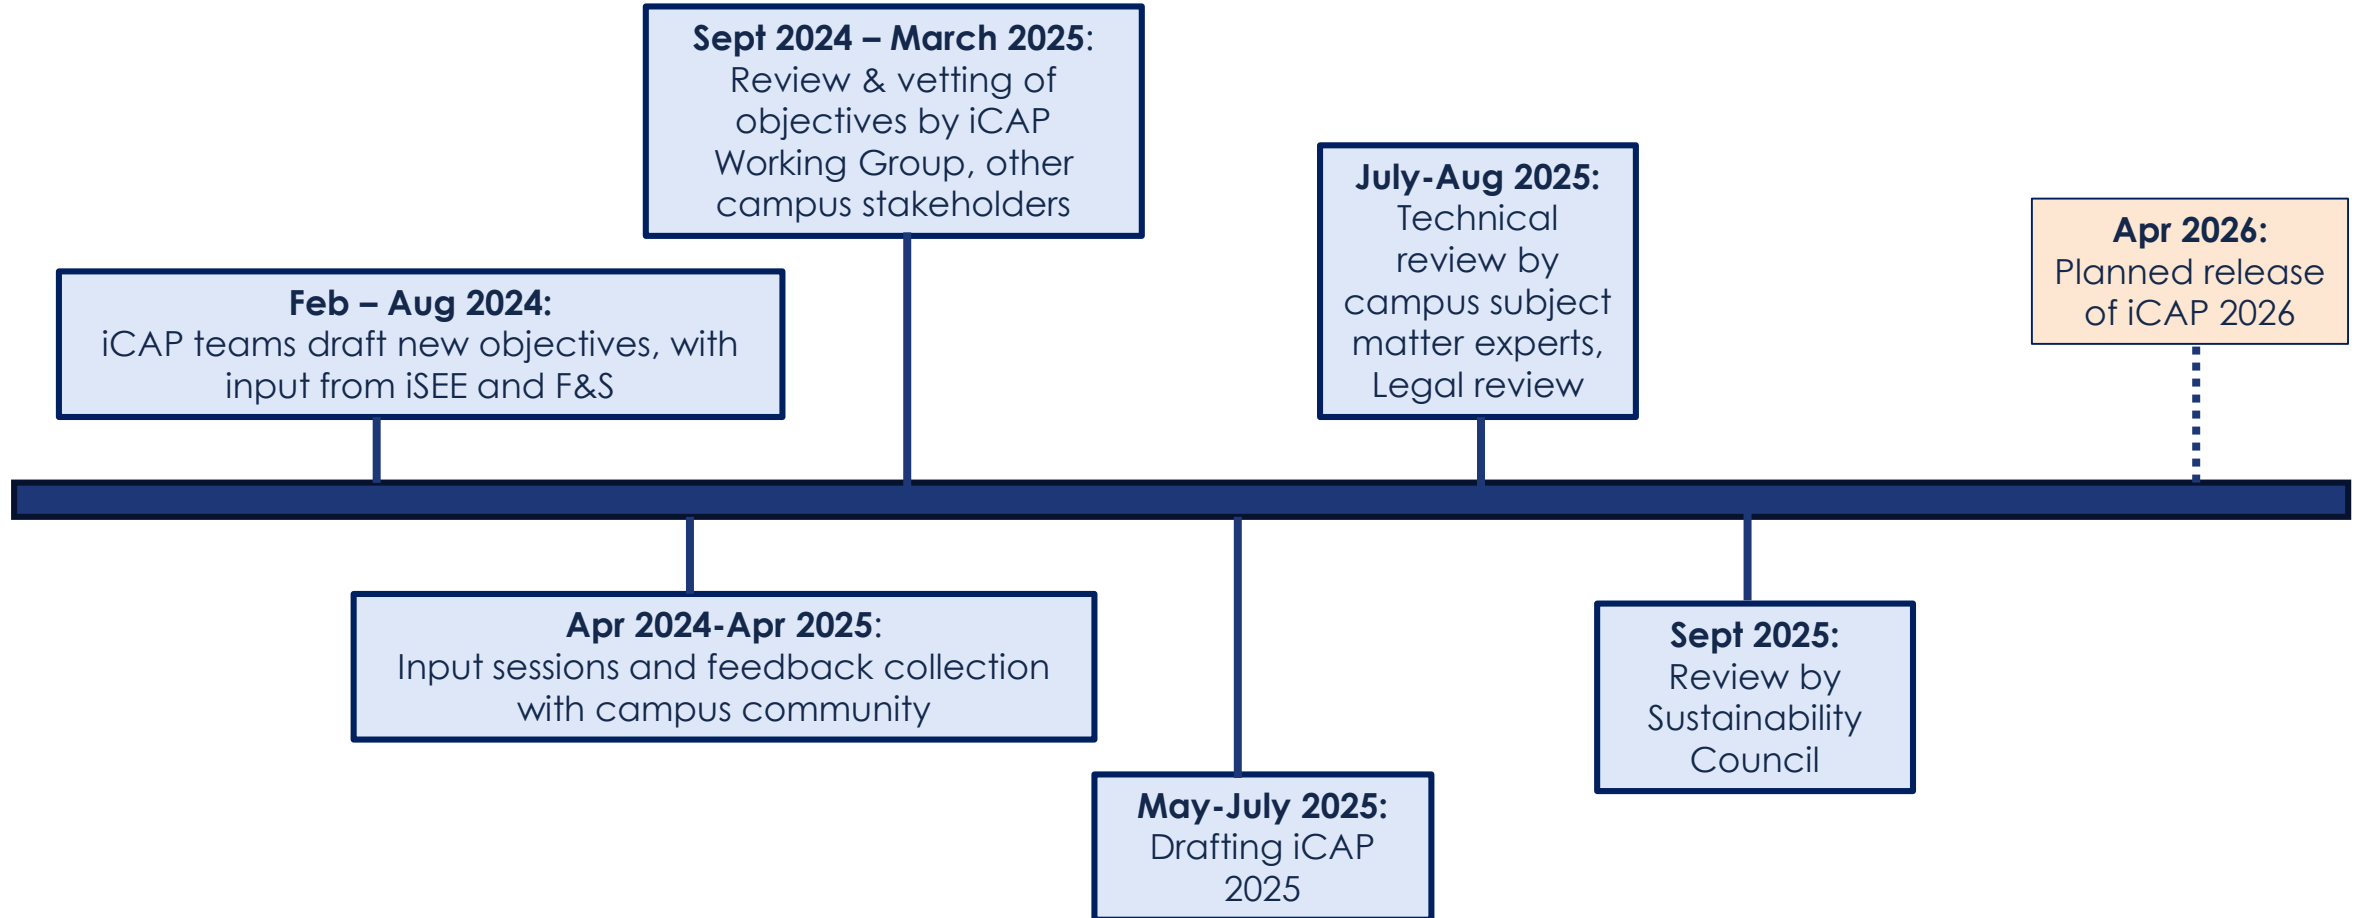 Sept 2024 – March 2025:
Review & vetting of
objectives by iCAP
Working Group, other
campus stakeholders
July-Aug 2025:
Technical
review by
campus subject
matter experts,
Legal review
Apr 2026:
Planned release
of iCAP 2026
Feb – Aug 2024:
iCAP teams draft new objectives, with
input from iSEE and F&S
Apr 2024-Apr 2025:
Input sessions and feedback collection
with campus community
Sept 2025:
Review by
Sustainability
Council
May-July 2025:
Drafting iCAP
2025